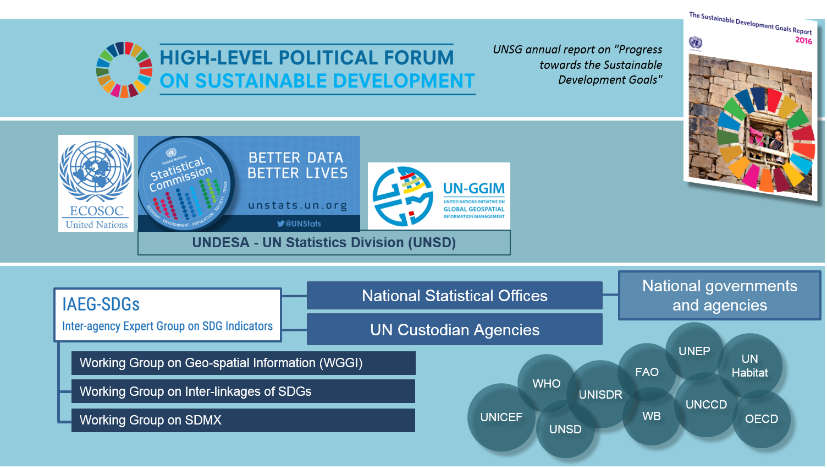 HIGH-LEVEL POLITICAL FORUM
ON SUSTAINABLE DEVELOPMENT
UNSG annual report on "Progress
towards the Sustainable
Development Goals"
The Sustainable Development Goals Report
2016
ECOSOC
United Nations
United Nations
Statistical
Commission
BETTER DATA
BETTER LIVES
unstats.un.org
@UNStats
UN-GGIM
UNITED NATIONS INITIATIVE ON
GLOBAL GEOSPATIAL
INFORMATION MANAGEMENT
UNDESA - UN Statistics Division (UNSD)
IAEG-SDGs
Inter-agency Expert Group on SDG Indicators
National Statistical Offices
UN Custodian Agencies
National governments
and agencies
Working Group on Geo-spatial Information (WGGI)
Working Group on Inter-linkages of SDGs
Working Group on SDMX
UNICEF
WHO
UNSD
UNISDR
FAO
WB
UNEP
UNCCD
UN
Habitat
OECD